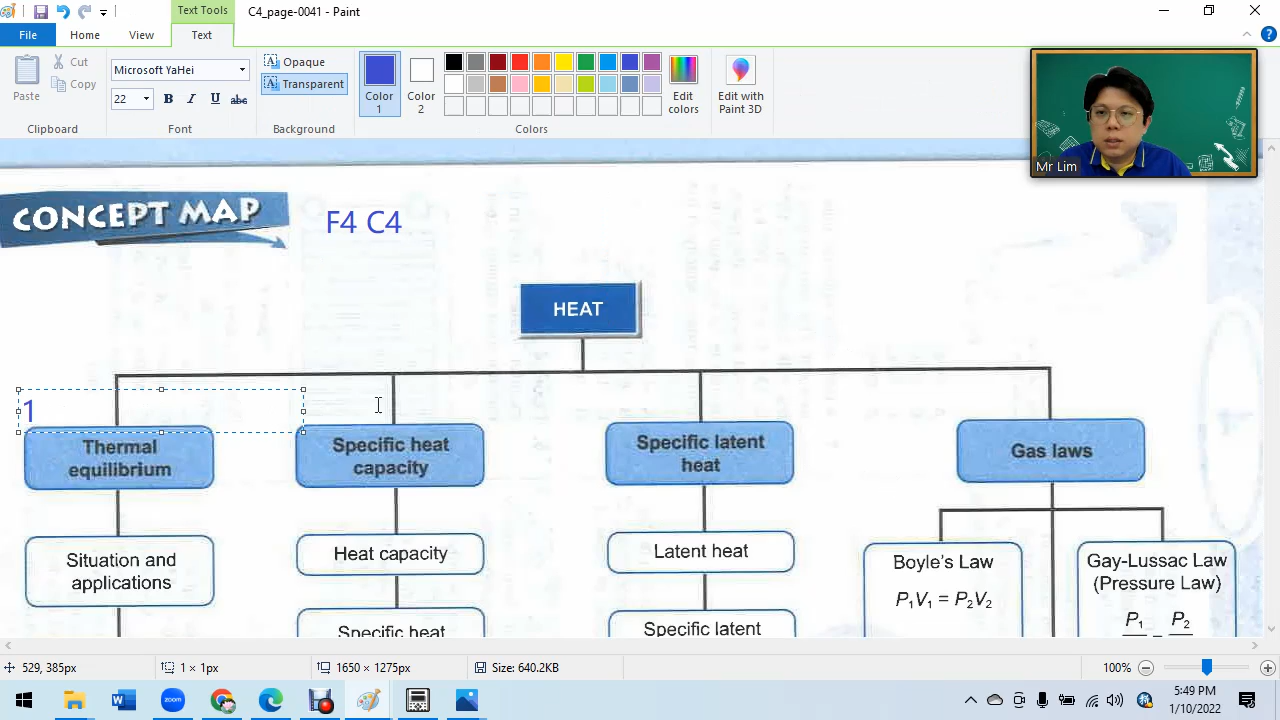 C4_page-0041 - Paint
Text Tools
File
Home
View
Text
Paste
Cut
Copy
Clipboard
Microsoft YaHei
22
B I U abc
Font
Opaque
Transparent
Background
Color 1
Color 2
Edit colors
Colors
Edit with Paint 3D
Mr Lim
CONCEPT MAP
F4 C4
HEAT
1
Thermal equilibrium
Specific heat capacity
Specific latent heat
Gas laws
Situation and applications
Heat capacity
Latent heat
Boyle's Law
P₁V₁ = P₂V₂
Gay-Lussac Law
(Pressure Law)
P₁ = P₂
Specific heat
Specific latent
529, 385px
1 × 1px
1650 × 1275px
Size: 640.2KB
100%
W
zoom
5:49 PM
1/10/2022